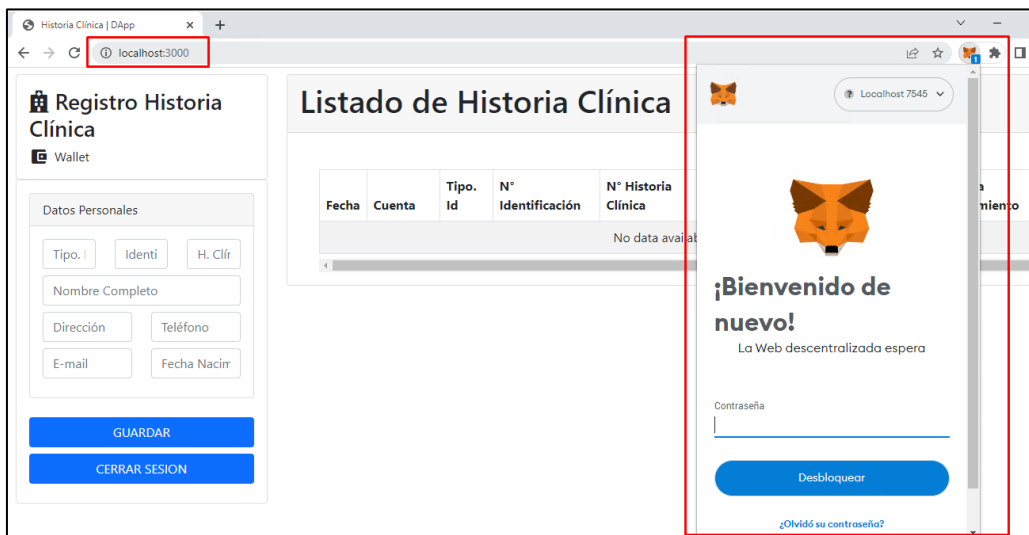 Historia Clínica | DApp
localhost:3000
Registro Historia
Clínica
Wallet
Datos Personales
Tipo. I
Identi
H. Clír
Nombre Completo
Dirección
Teléfono
E-mail
Fecha Nacim
GUARDAR
CERRAR SESION
Listado de Historia Clínica
Fecha
Cuenta
Tipo.
Id
N°
Identificación
N° Historia
Clínica
a
miento
No data availab
1
Localhost 7545
¡Bienvenido de
nuevo!
La Web descentralizada espera
Contraseña
Desbloquear
¿Olvidó su contraseña?